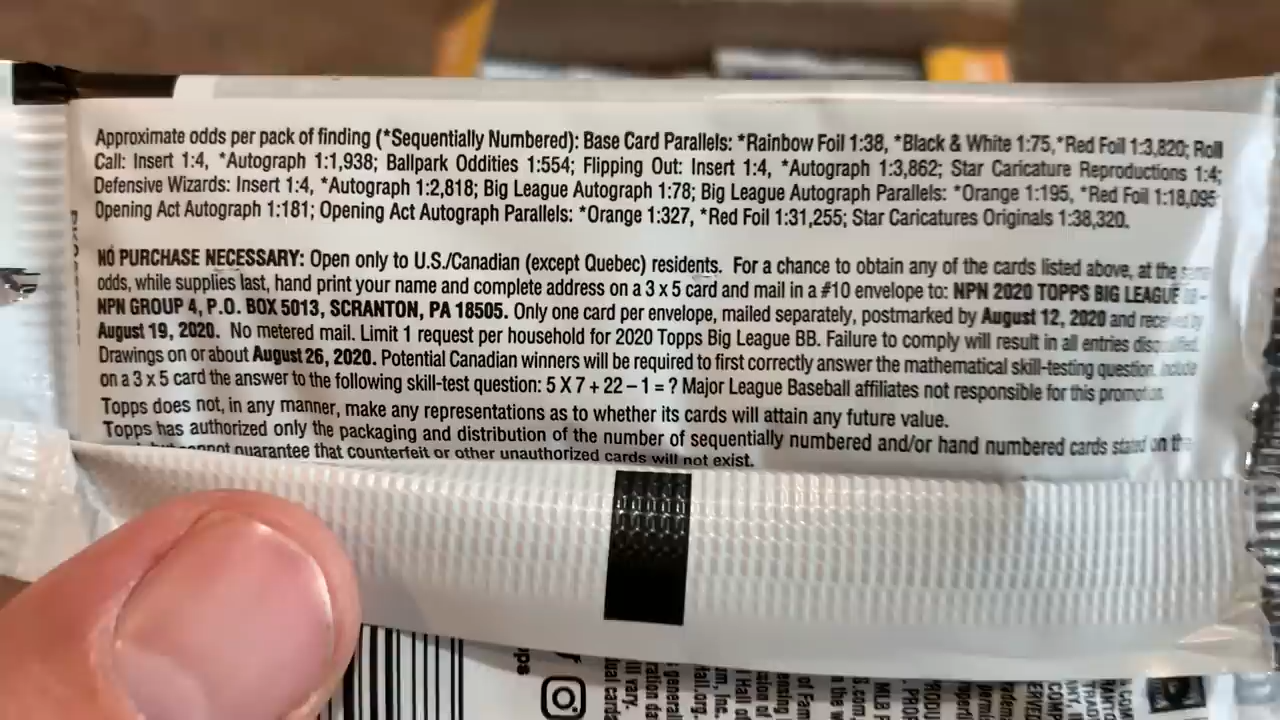 Approximate odds per pack of finding (*Sequentially Numbered): Base Card Parallels: *Rainbow Foil 1:38, *Black & White 1:75,*Red Foil 1:3,820; Roll
Call: Insert 1:4, *Autograph 1:1,938; Ballpark Oddities 1:554; Flipping Out: Insert 1:4, *Autograph 1:3,862; Star Caricature Reproductions 1:4;
Defensive Wizards: Insert 1:4, *Autograph 1:2,818; Big League Autograph 1:78; Big League Autograph Parallels: *Orange 1:195, *Red Foil 1:18,095
Opening Act Autograph 1:181; Opening Act Autograph Parallels: *Orange 1:327, *Red Foil 1:31,255; Star Caricatures Originals 1:38,320.
NO PURCHASE NECESSARY: Open only to U.S./Canadian (except Quebec) residents. For a chance to obtain any of the cards listed above, at the
odds, while supplies last, hand print your name and complete address on a 3 x 5 card and mail in a #10 envelope to: NPN 2020 TOPPS BIG LEAGUE
NPN GROUP 4, P.O. BOX 5013, SCRANTON, PA 18505. Only one card per envelope, mailed separately, postmarked by August 12, 2020 and received by
August 19, 2020. No metered mail. Limit 1 request per household for 2020 Topps Big League BB. Failure to comply will result in all entries
Drawings on or about August 26, 2020. Potential Canadian winners will be required to first correctly answer the mathematical skill-testing question.
on a 3 x 5 card the answer to the following skill-test question: 5 X 7 + 22 – 1 = ? Major League Baseball affiliates not responsible for this
Topps does not, in any manner, make any representations as to whether its cards will attain any future value.
Topps has authorized only the packaging and distribution of the number of sequentially numbered and/or hand numbered cards stated on the
cannot guarantee that counterfeit or other unauthorized cards will not exist.